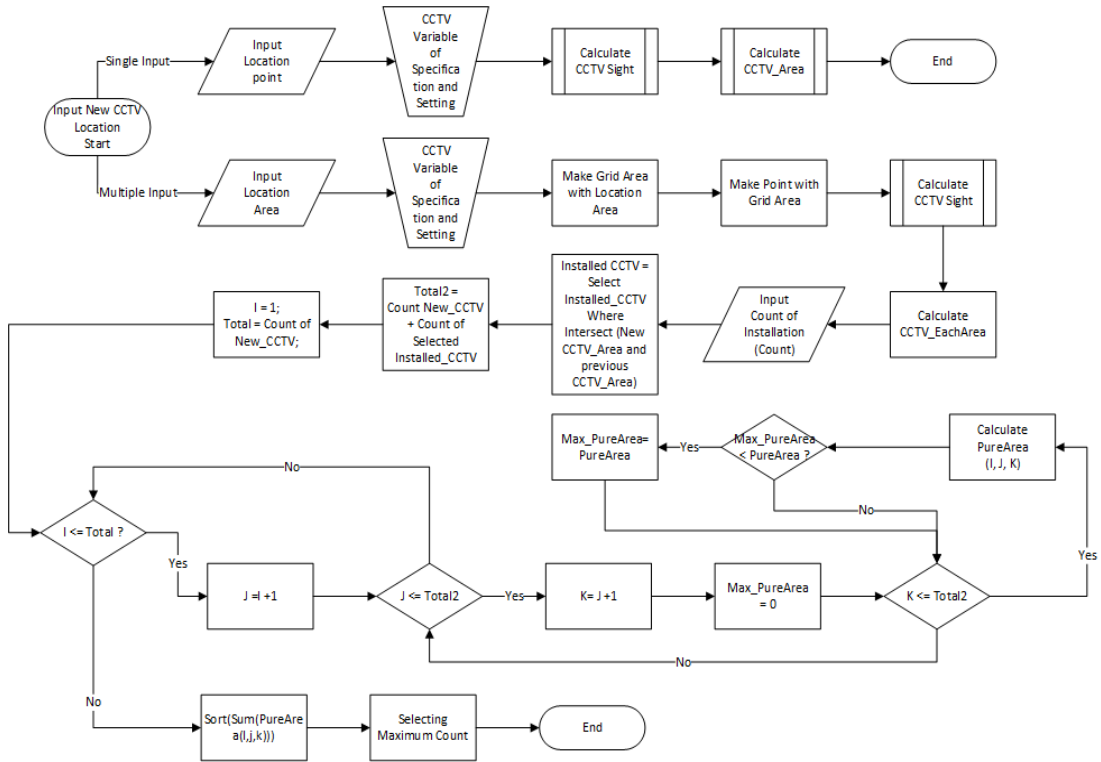 Input New CCTV
Location
Start
Single Input
Input
Location
point
CCTV
Variable
of
Specifica
tion and
Setting
Calculate
CCTV Sight
Calculate
CCTV_Area
End
Multiple Input
Input
Location
Area
CCTV
Variable
of
Specifica
tion and
Setting
Make Grid Area
with Location
Area
Make Point with
Grid Area
Calculate
CCTV Sight
Calculate
CCTV_EachArea
Input
Count of
Installation
(Count)
Installed CCTV =
Select
Installed_CCTV
Where
Intersect (New
CCTV_Area and
previous
CCTV_Area)
Total2 =
Count New_CCTV
+ Count of
Selected
Installed_CCTV
I = 1;
Total = Count of
New_CCTV;
I <= Total ?
Yes
J =I +1
J <= Total2
No
Yes
K= J +1
Max_PureArea
= 0
K <= Total2
Yes
Calculate
PureArea
(I, J, K)
Max_PureArea
< PureArea ?
Yes
Max_PureArea=
PureArea
No
No
No
Sort(Sum(PureAre
a(I,j,k)))
Selecting
Maximum Count
End